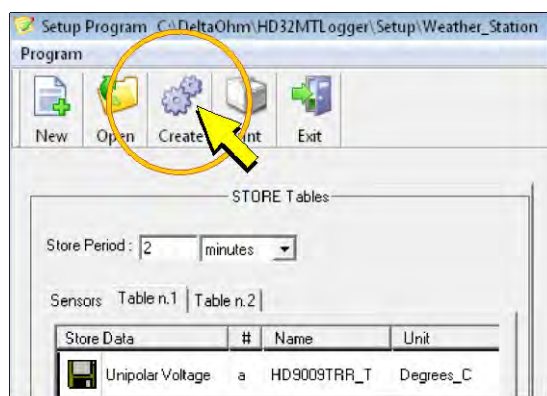 Setup Program C:\DeltaOhm\HD32MTLogger\Setup\Weather_Station
Program
New Open Create Exit
STORE Tables
Store Period : 2 minutes
Sensors Table n.1 Table n.2
Store Data # Name Unit
Unipolar Voltage a HD9009TRR_T Degrees_C